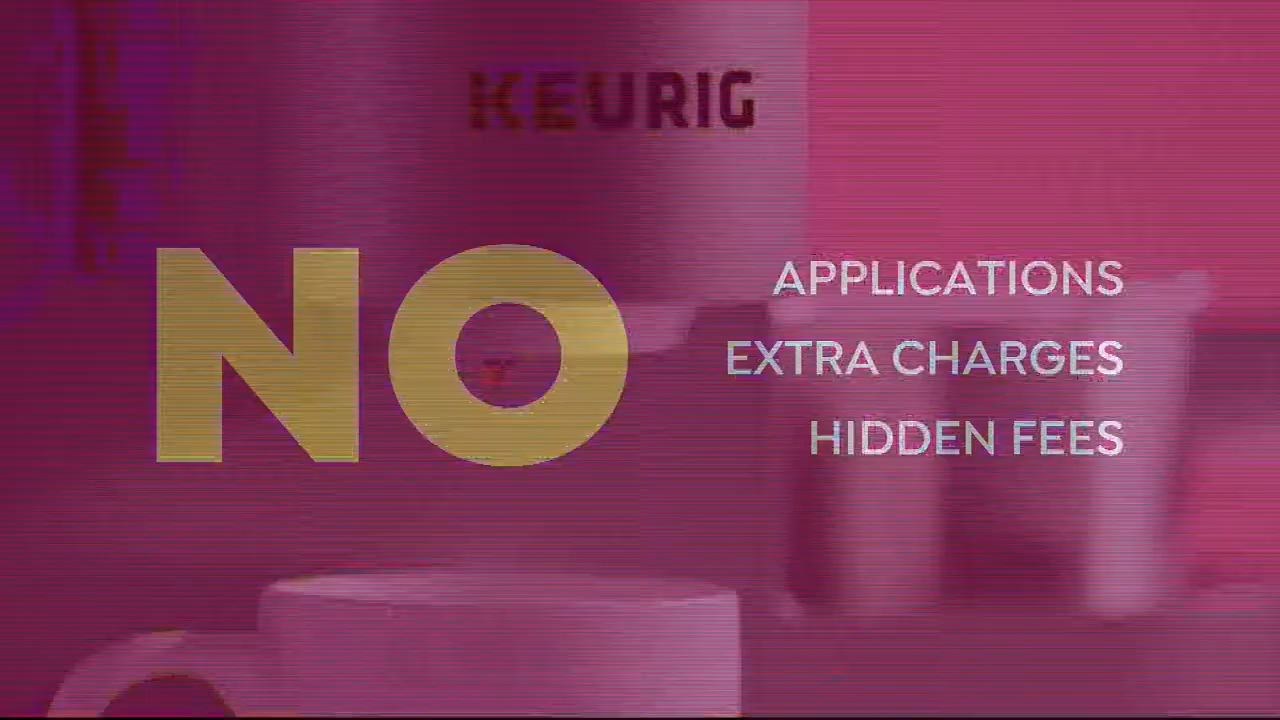 KEURIG
NO
APPLICATIONS
EXTRA CHARGES
HIDDEN FEES